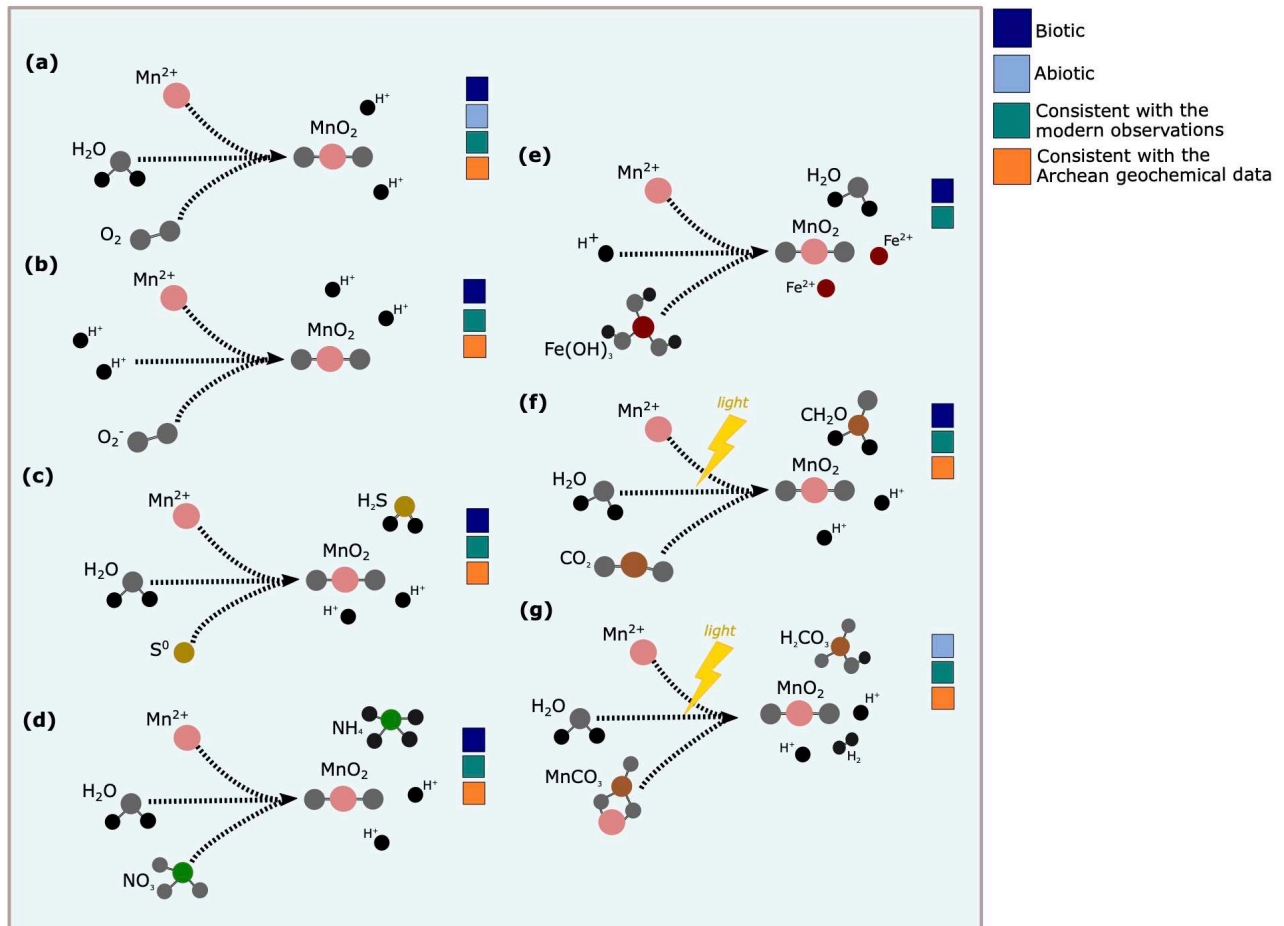 (a)
Mn²⁺
H₂O
O₂
MnO₂
H⁺
H⁺
(b)
Mn²⁺
H⁺
H⁺
O₂⁻
MnO₂
H⁺
H⁺
(c)
Mn²⁺
H₂O
S⁰
MnO₂
H₂S
H⁺
H⁺
(d)
Mn²⁺
H₂O
NO₃
MnO₂
NH₄
H⁺
H⁺
(e)
Mn²⁺
H⁺
Fe(OH)₃
H₂O
MnO₂
Fe²⁺
Fe²⁺
(f)
Mn²⁺
light
H₂O
CO₂
CH₂O
MnO₂
H⁺
H⁺
(g)
Mn²⁺
light
H₂O
MnCO₃
H₂CO₃
MnO₂
H⁺
H⁺
H₂
Biotic
Abiotic
Consistent with the
modern observations
Consistent with the
Archean geochemical data